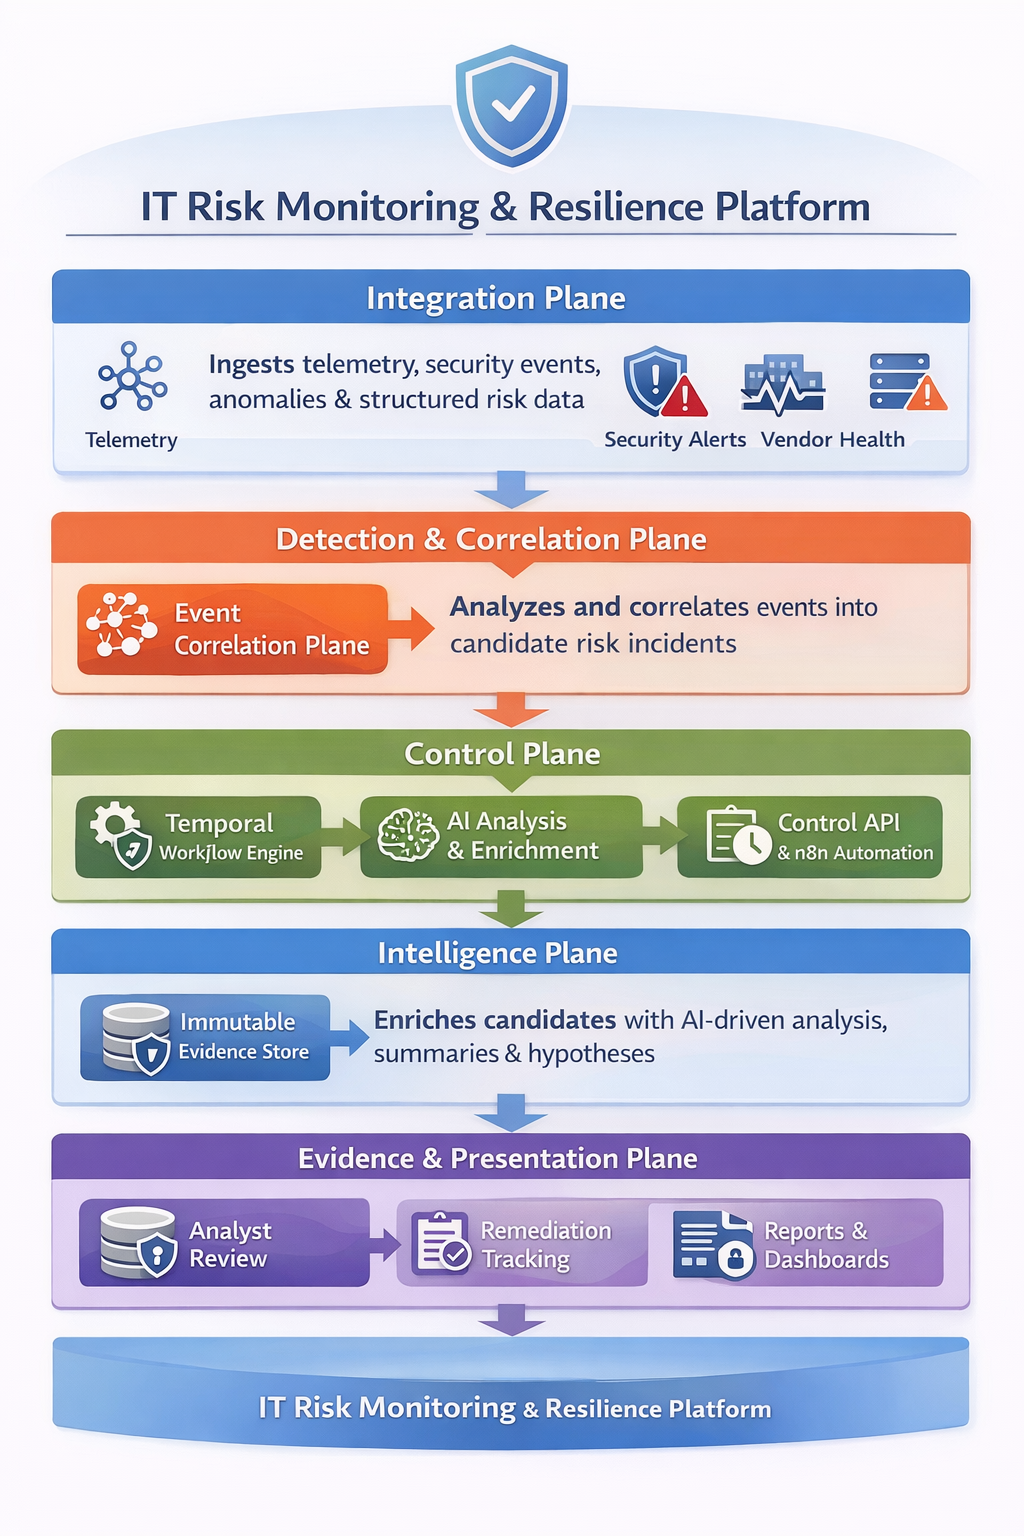 IT Risk Monitoring & Resilience Platform
Integration Plane
Ingests telemetry, security events,
anomalies & structured risk data
Telemetry
Security Alerts
Vendor Health
Detection & Correlation Plane
Event
Correlation Plane
Analyzes and correlates events into
candidate risk incidents
Control Plane
Temporal
Workflow Engine
AI Analysis
& Enrichment
Control API
& n8n Automation
Intelligence Plane
Immutable
Evidence Store
Enriches candidates with AI-driven analysis,
summaries & hypotheses
Evidence & Presentation Plane
Analyst
Review
Remediation
Tracking
Reports &
Dashboards
IT Risk Monitoring & Resilience Platform